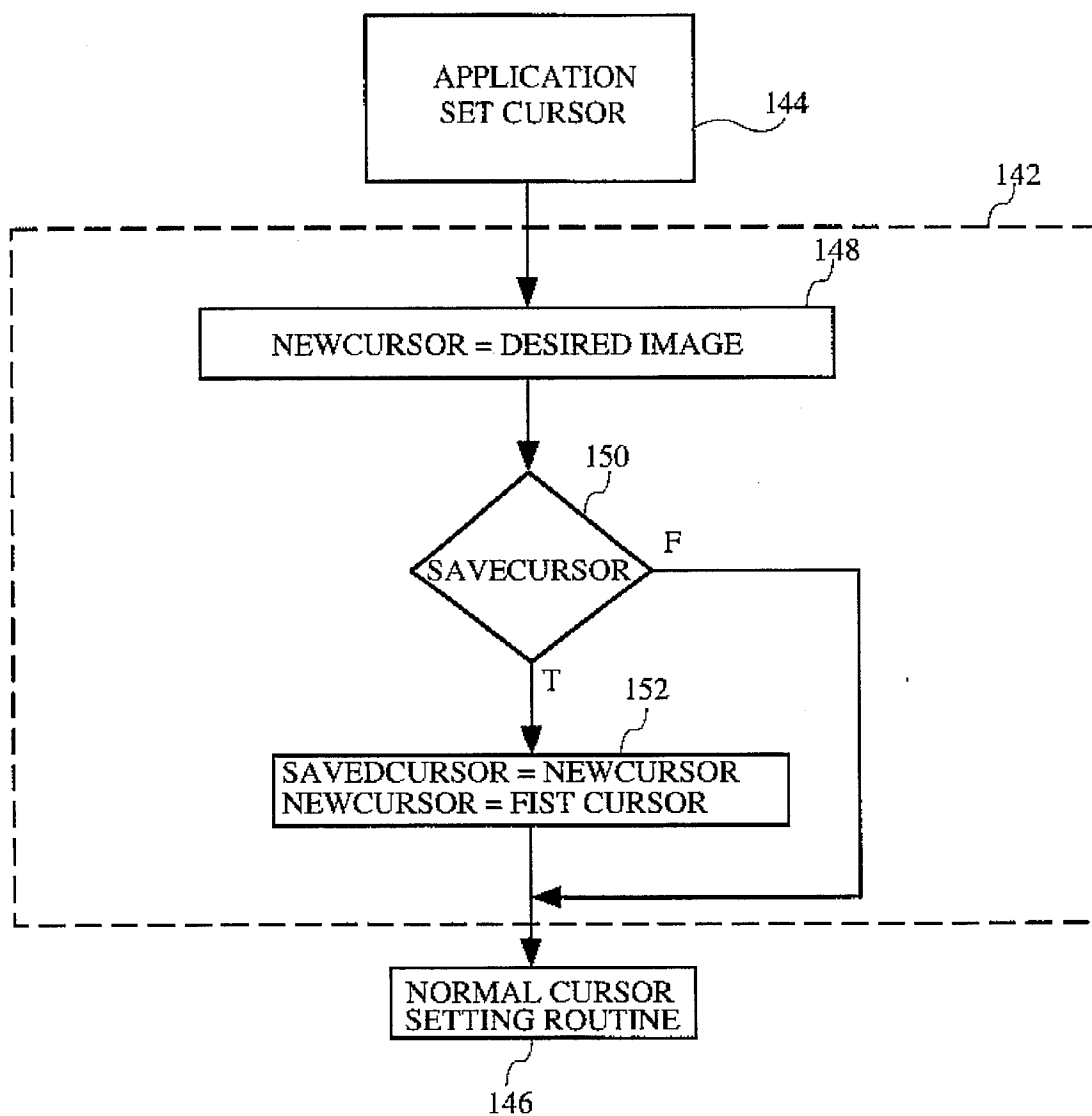 APPLICATION
SET CURSOR
144
142
148
NEWCURSOR = DESIRED IMAGE
150
SAVECURSOR
F
T
152
SAVEDCURSOR = NEWCURSOR
NEWCURSOR = FIST CURSOR
NORMAL CURSOR
SETTING ROUTINE
146